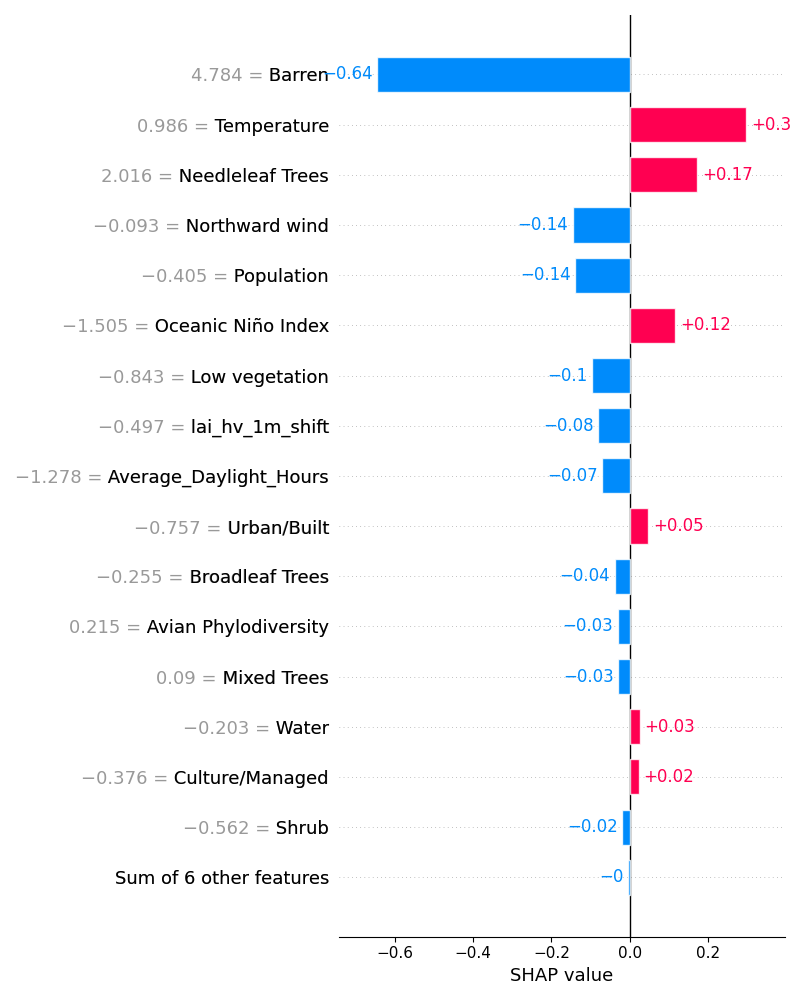 4.784 = Barren −0.64
0.986 = Temperature +0.3
2.016 = Needleleaf Trees +0.17
−0.093 = Northward wind −0.14
−0.405 = Population −0.14
−1.505 = Oceanic Niño Index +0.12
−0.843 = Low vegetation −0.1
−0.497 = lai_hv_1m_shift −0.08
−1.278 = Average_Daylight_Hours −0.07
−0.757 = Urban/Built +0.05
−0.255 = Broadleaf Trees −0.04
0.215 = Avian Phylodiversity −0.03
0.09 = Mixed Trees −0.03
−0.203 = Water +0.03
−0.376 = Culture/Managed +0.02
−0.562 = Shrub −0.02
Sum of 6 other features −0
−0.6 −0.4 −0.2 0.0 0.2
SHAP value